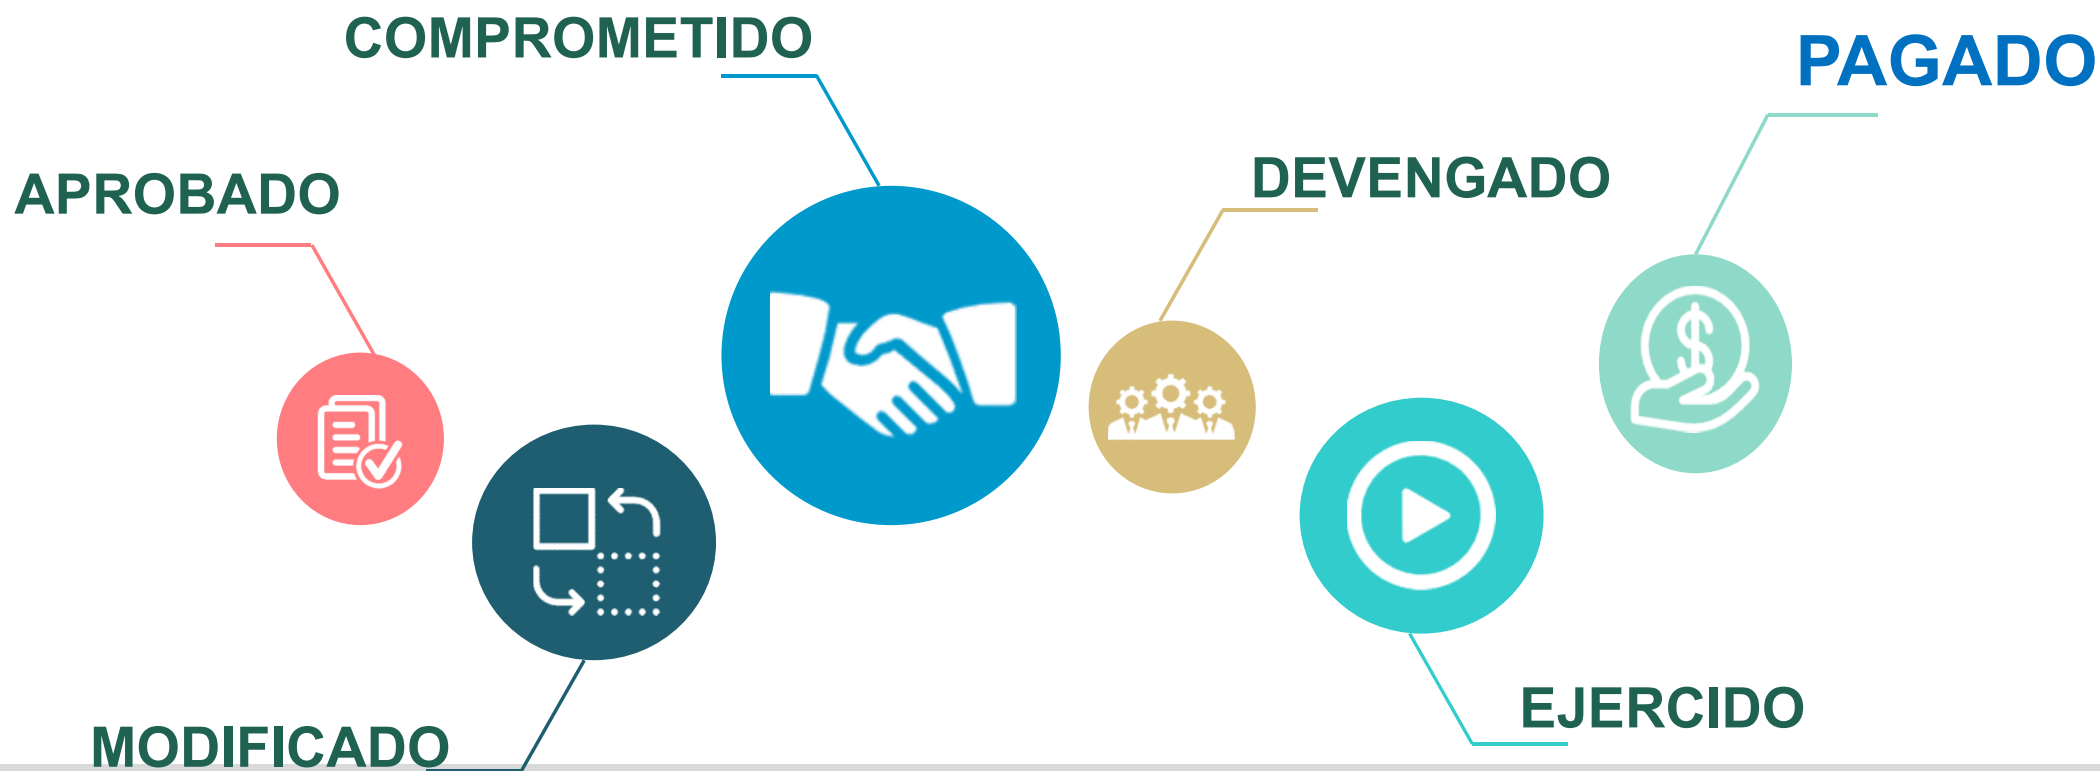 COMPROMETIDO
PAGADO
DEVENGADO
APROBADO
EJERCIDO
MODIFICADO